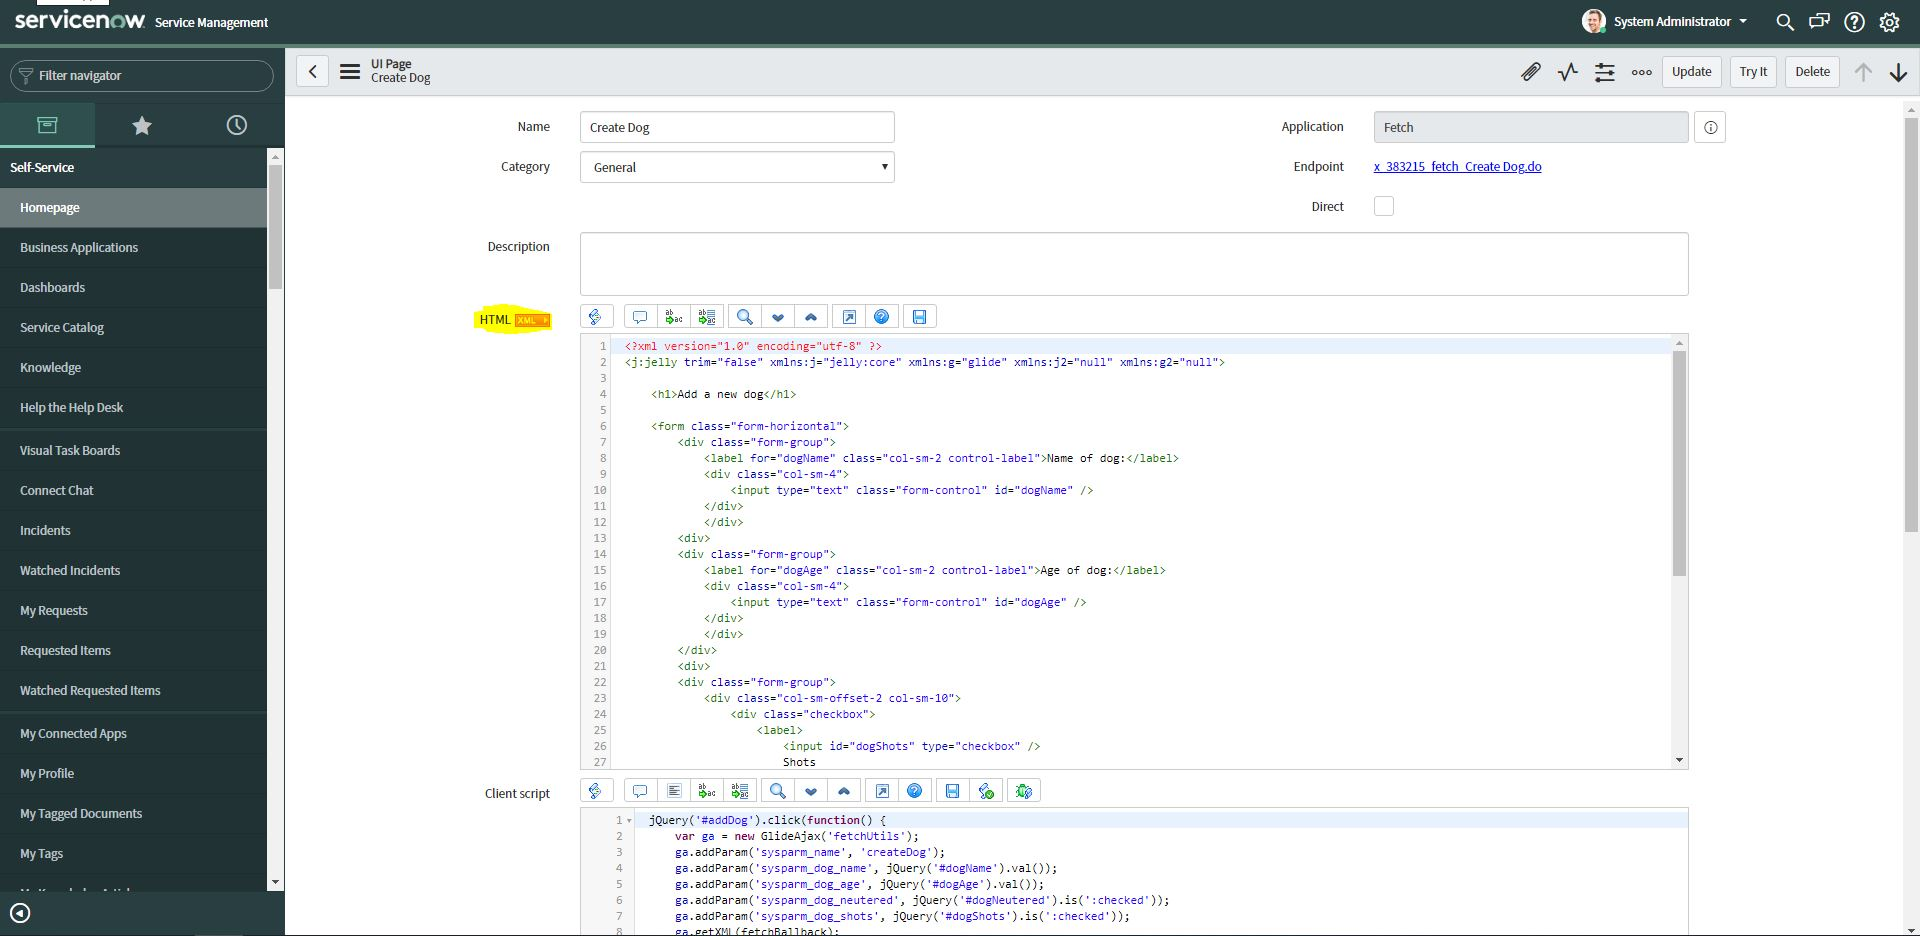 servicenow Service Management
System Administrator
Filter navigator
Self-Service
Homepage
Business Applications
Dashboards
Service Catalog
Knowledge
Help the Help Desk
Visual Task Boards
Connect Chat
Incidents
Watched Incidents
My Requests
Requested Items
Watched Requested Items
My Connected Apps
My Profile
My Tagged Documents
My Tags
UI Page
Create Dog
Update
Try It
Delete
Name
Create Dog
Application
Fetch
Category
General
Endpoint
x_383215_fetch_Create Dog.do
Direct
Description
HTML XML
1 <?xml version="1.0" encoding="utf-8" ?>
2 <j:jelly trim="false" xmlns:j="jelly:core" xmlns:g="glide" xmlns:j2="null" xmlns:g2="null">
3
4 <h1>Add a new dog</h1>
5
6 <form class="form-horizontal">
7 <div class="form-group">
8 <label for="dogName" class="col-sm-2 control-label">Name of dog:</label>
9 <div class="col-sm-4">
10 <input type="text" class="form-control" id="dogName" />
11 </div>
12 </div>
13 <div>
14 <div class="form-group">
15 <label for="dogAge" class="col-sm-2 control-label">Age of dog:</label>
16 <div class="col-sm-4">
17 <input type="text" class="form-control" id="dogAge" />
18 </div>
19 </div>
20 </div>
21 <div>
22 <div class="form-group">
23 <div class="col-sm-offset-2 col-sm-10">
24 <div class="checkbox">
25 <label>
26 <input id="dogShots" type="checkbox" />
27 Shots
Client script
1 jQuery('#addDog').click(function() {
2 var ga = new GlideAjax('fetchUtils');
3 ga.addParam('sysparm_name', 'createDog');
4 ga.addParam('sysparm_dog_name', jQuery('#dogName').val());
5 ga.addParam('sysparm_dog_age', jQuery('#dogAge').val());
6 ga.addParam('sysparm_dog_neutered', jQuery('#dogNeutered').is(':checked'));
7 ga.addParam('sysparm_dog_shots', jQuery('#dogShots').is(':checked'));
8 ga.getXML(fetchBallback);